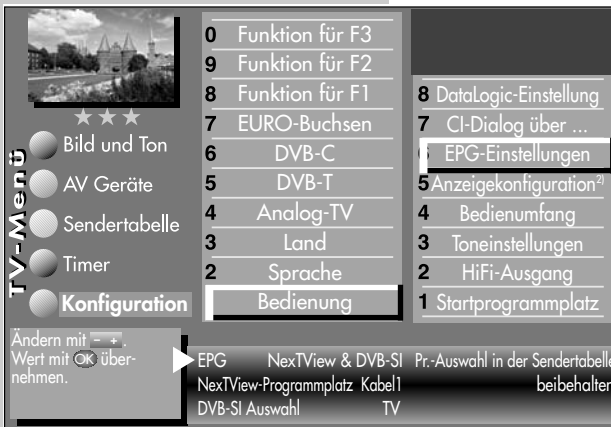 TV-Menü
Bild und Ton
AV Geräte
Sendertabelle
Timer
Konfiguration
0 Funktion für F3
9 Funktion für F2
8 Funktion für F1
7 EURO-Buchsen
6 DVB-C
5 DVB-T
4 Analog-TV
3 Land
2 Sprache
Bedienung
8 DataLogic-Einstellung
7 CI-Dialog über ...
6 EPG-Einstellungen
5 Anzeigekonfiguration2)
4 Bedienumfang
3 Toneinstellungen
2 HiFi-Ausgang
1 Startprogrammplatz
Ändern mit - + .
Wert mit OK über-
nehmen.
EPG NexTView & DVB-SI Pr.-Auswahl in der Sendertabelle
NexTView-Programmplatz Kabel1 beibehalten
DVB-SI Auswahl TV